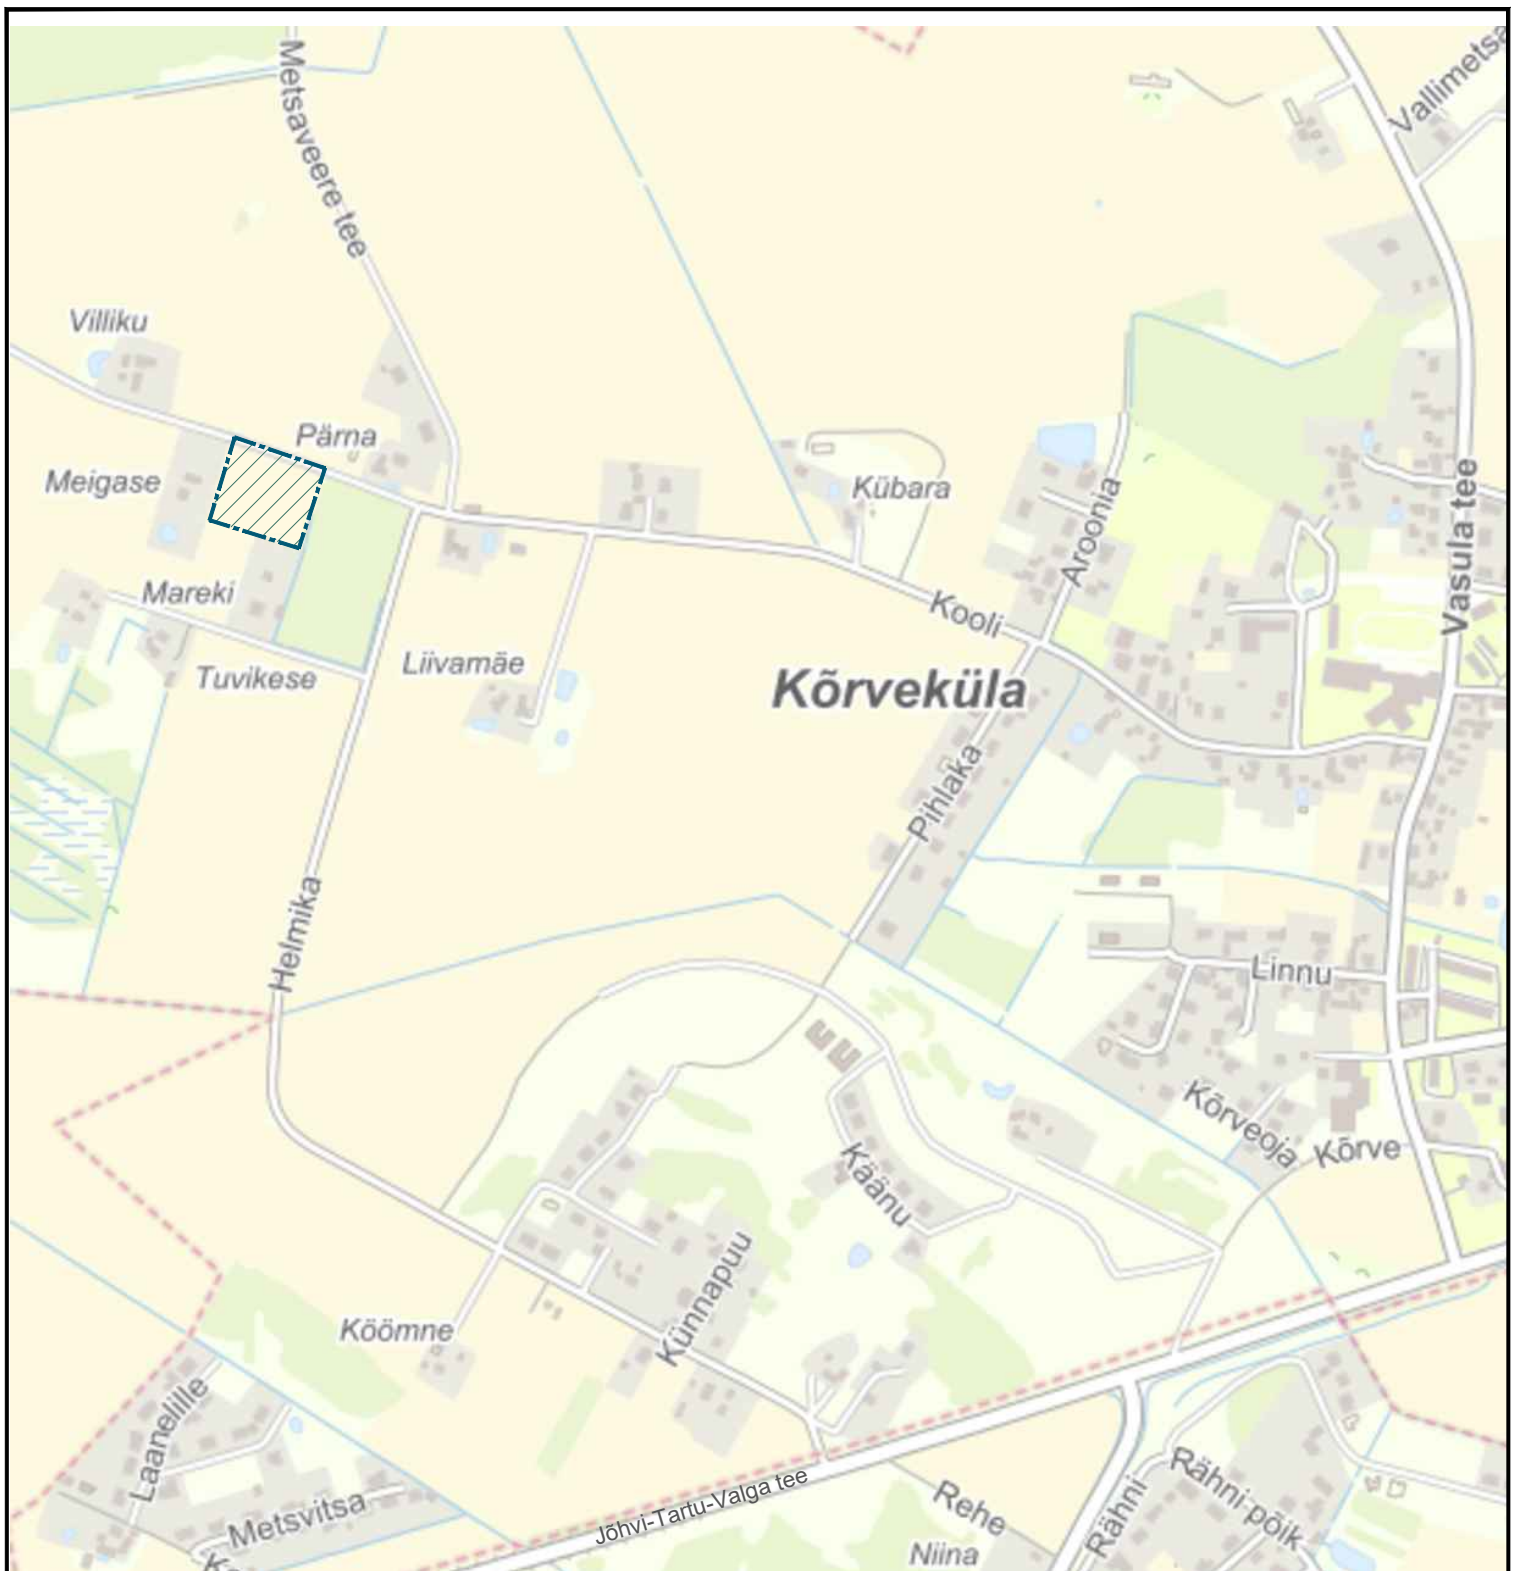 Metsaveere tee
Vallimetsa
Villiku
Pärna
Meigase
Kübara
Aroonia
Vasula tee
Mareki
Kooli
Tuvikese
Liivamäe
Kõrveküla
Pihlaka
Helmika
Linnu
Kõrveoja
Kõrve
Käänu
Künnapuu
Köömne
Laanelille
Metsvitsa
Jõhvi-Tartu-Valga tee
Rehe
Rähni
Rähni-põik
Niina